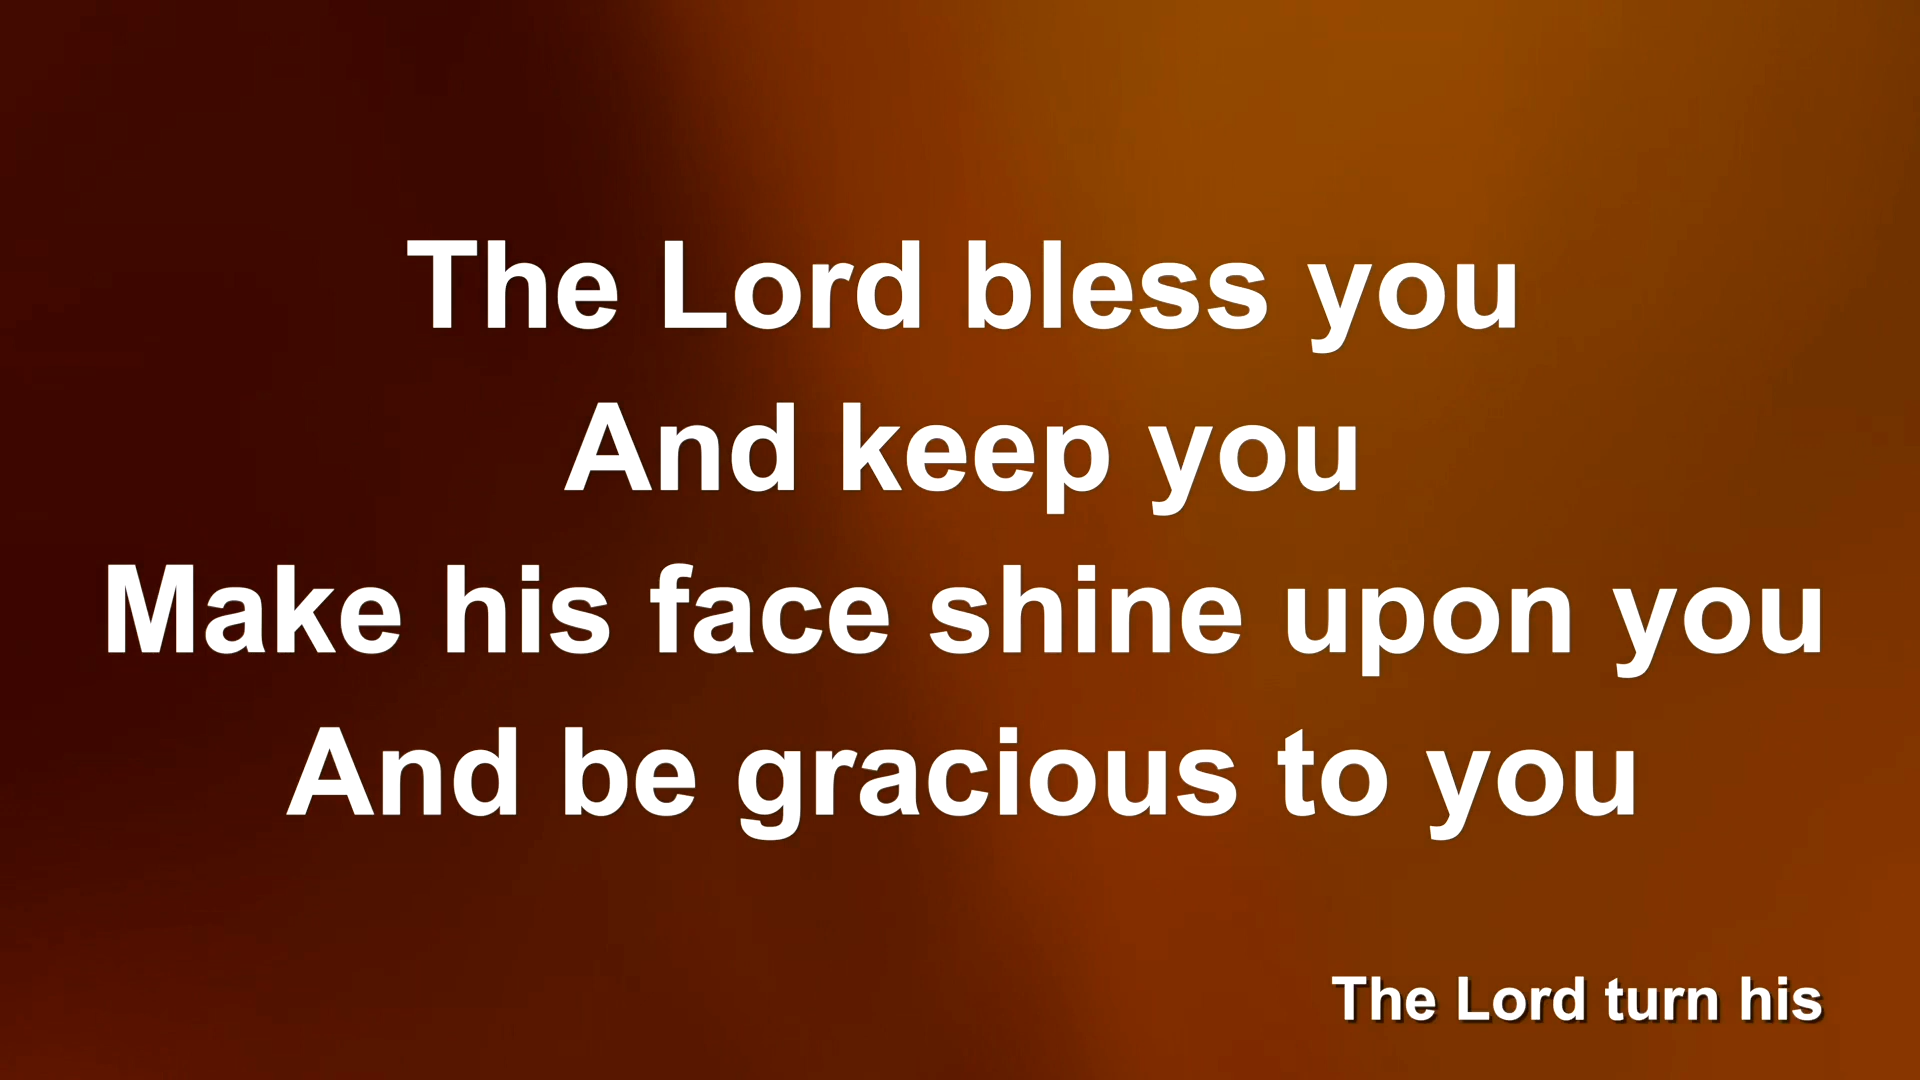 The Lord bless you
And keep you
Make his face shine upon you
And be gracious to you
The Lord turn his